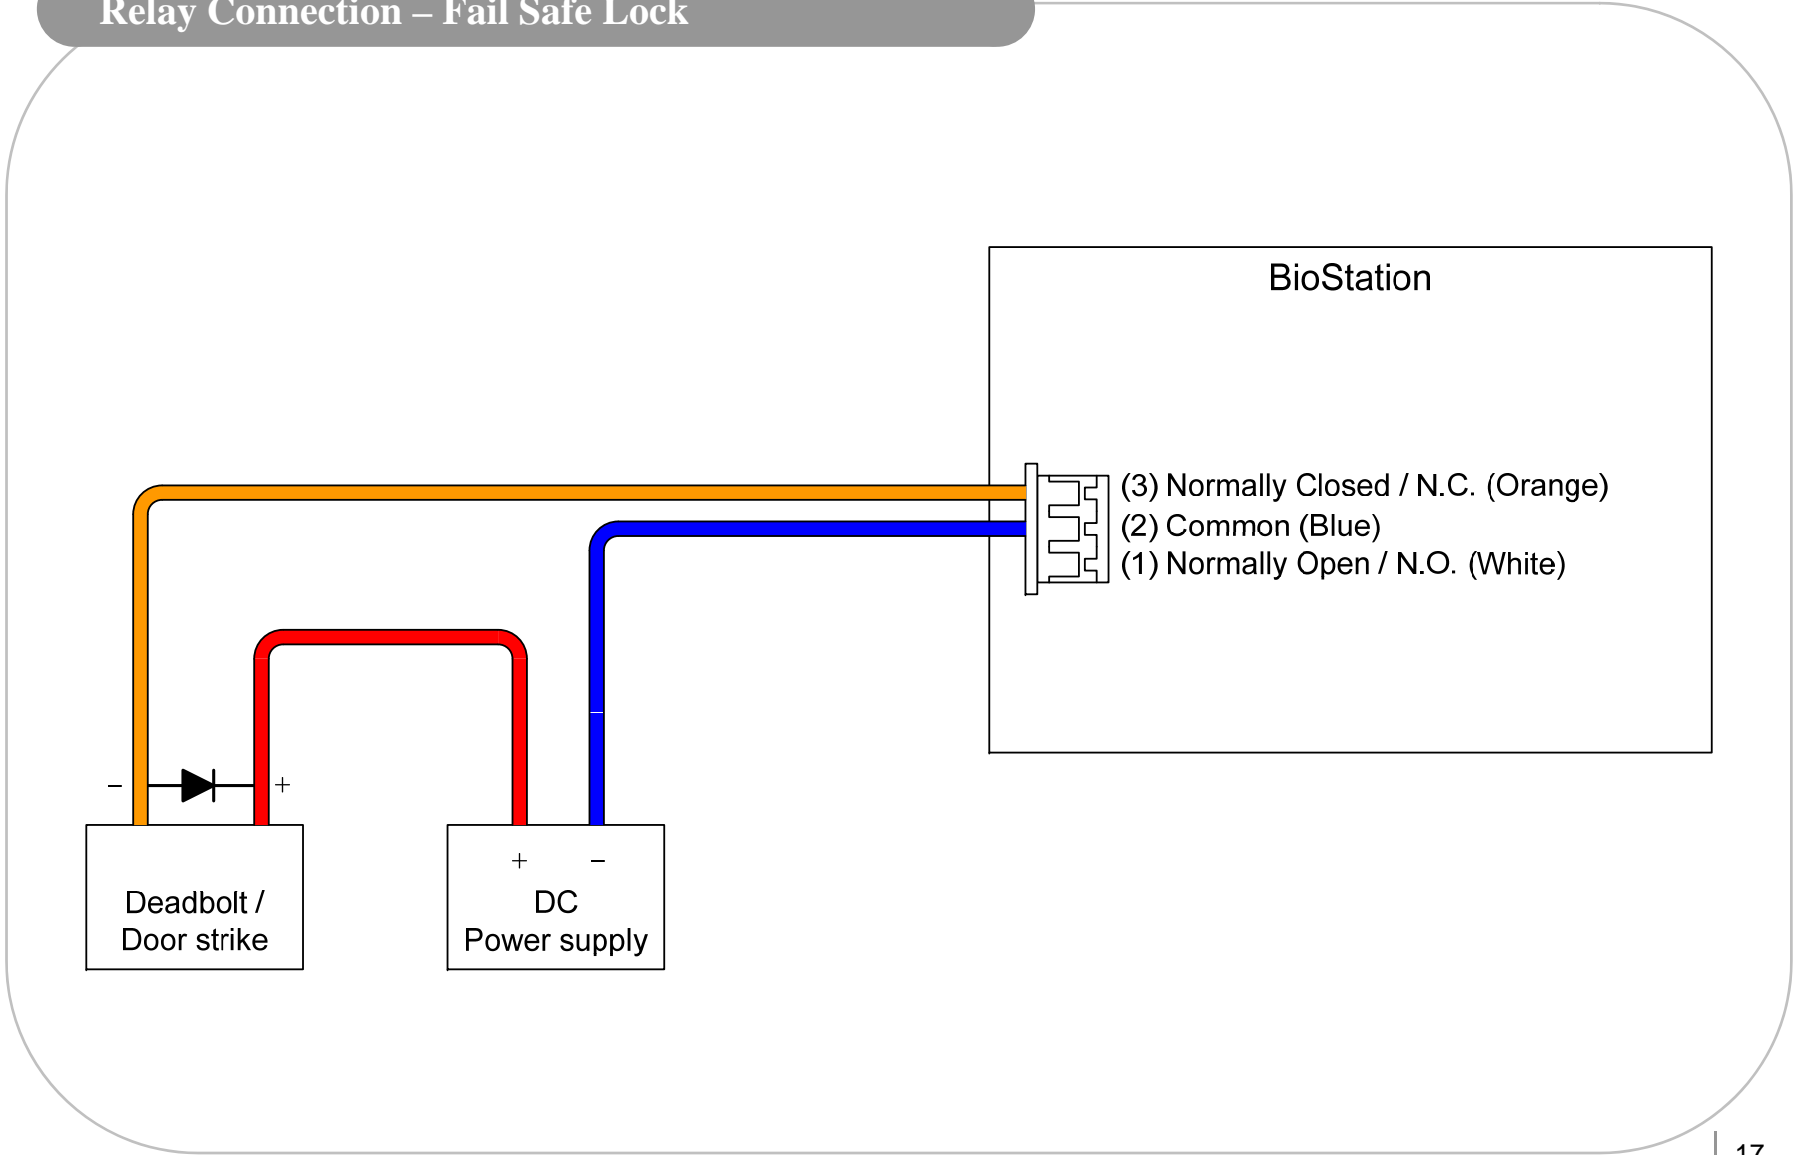 Relay Connection – Fail Safe Lock
BioStation
(3) Normally Closed / N.C. (Orange)
(2) Common (Blue)
(1) Normally Open / N.O. (White)
– +
+ –
Deadbolt /
Door strike
DC
Power supply
17